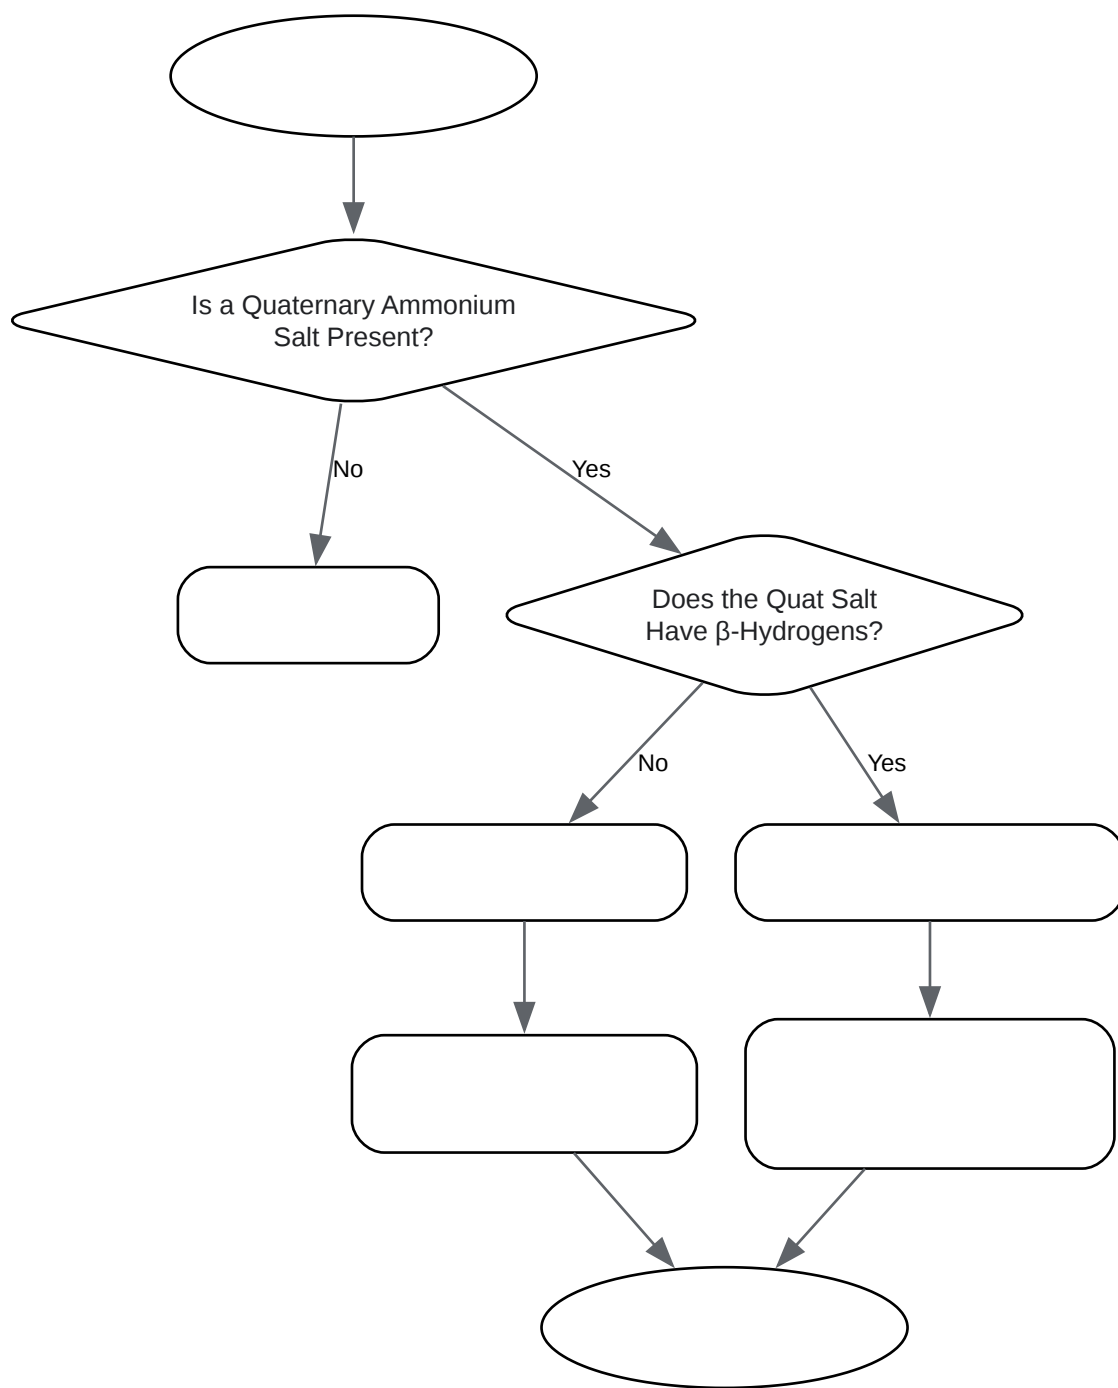 Is a Quaternary Ammonium
Salt Present?
No
Yes
Does the Quat Salt
Have β-Hydrogens?
No
Yes